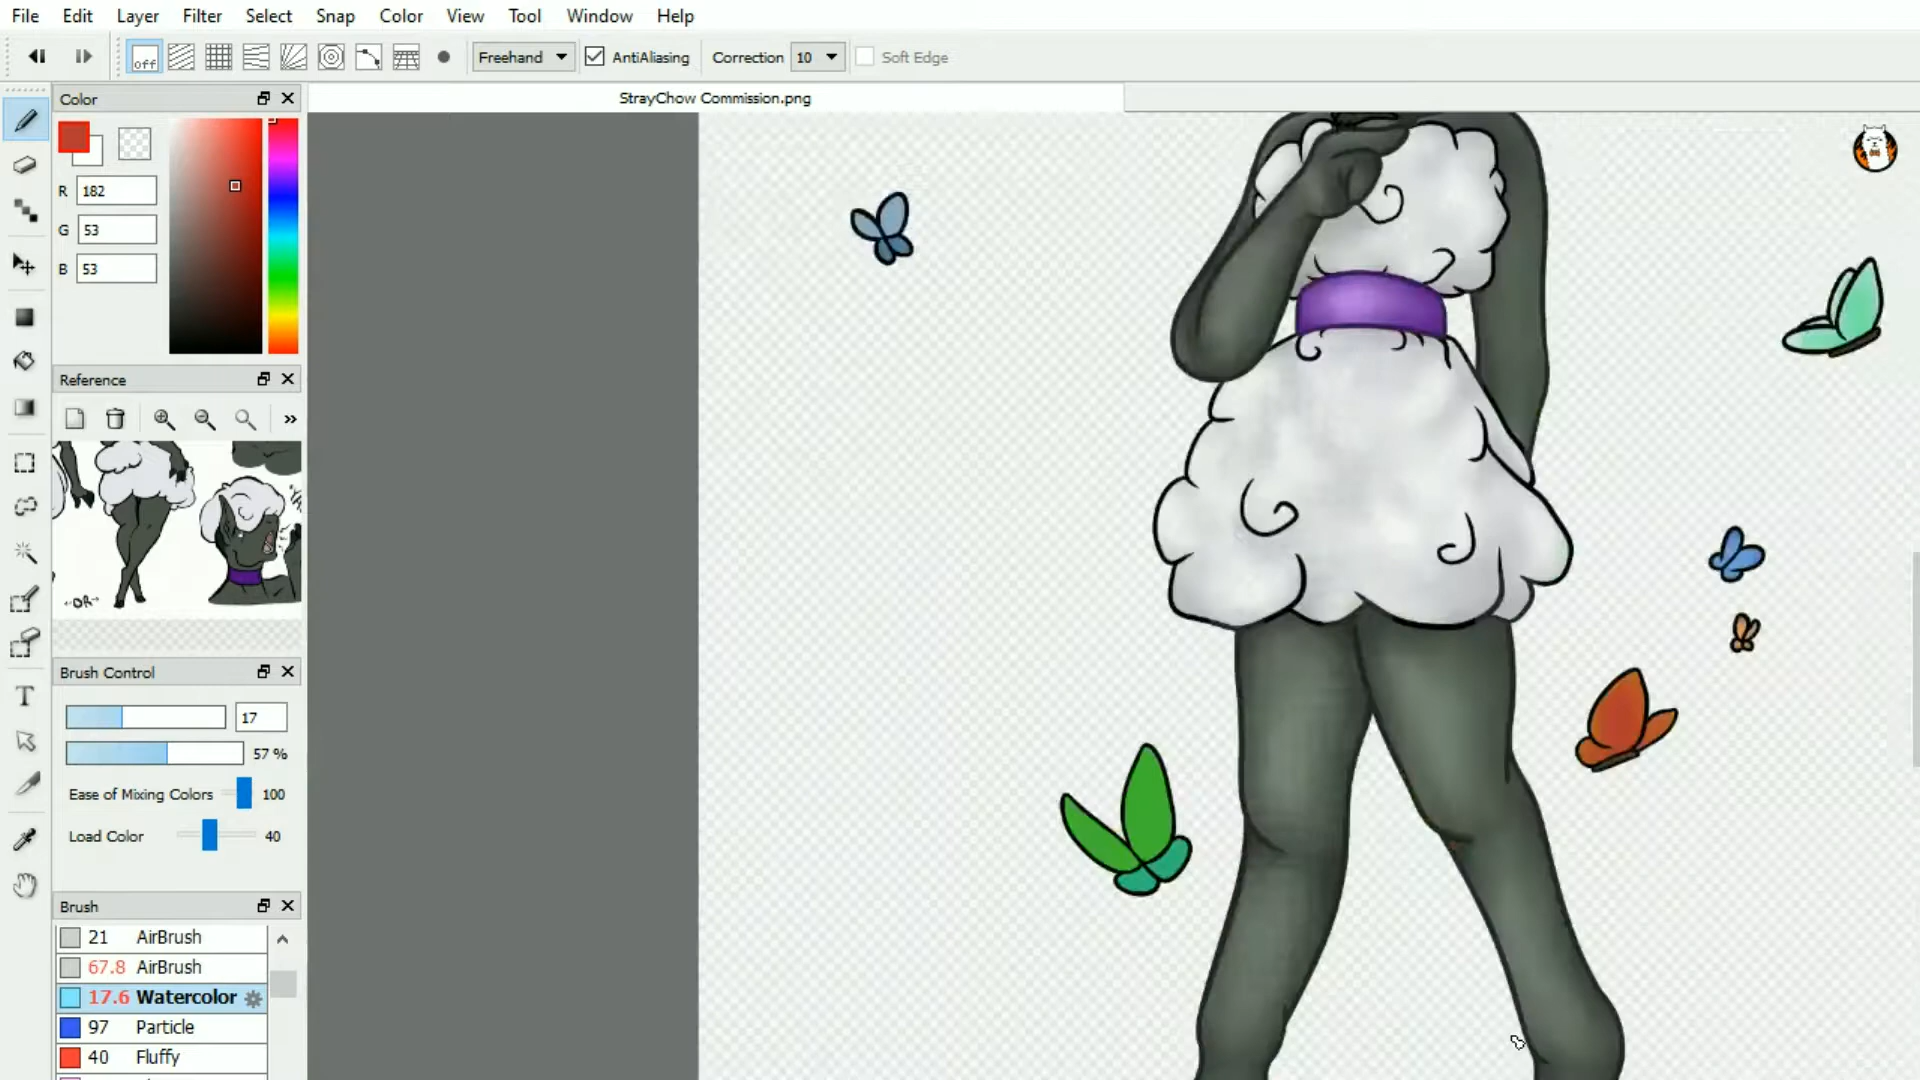 File Edit Layer Filter Select Snap Color View Tool Window Help
off Freehand AntiAliasing Correction 10 Soft Edge
Color
StrayChow Commission.png
R 182
G 53
B 53
Reference
»
OR
Brush Control
17
57 %
Ease of Mixing Colors 100
Load Color 40
Brush
21 AirBrush
67.8 AirBrush
17.6 Watercolor
97 Particle
40 Fluffy
T